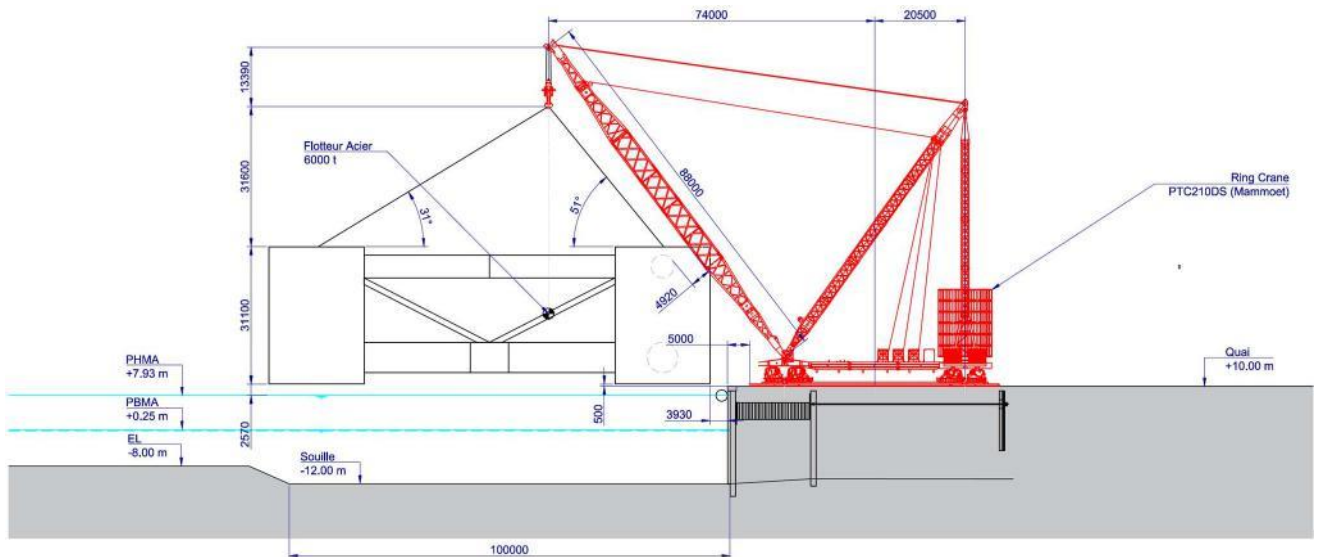 74000
20500
13390
Flotteur Acier
6000 t
31600
31°
51°
88000
Ring Crane
PTC210DS (Mammoet)
31100
4920
5000
PHMA
+7.93 m
Quai
+10.00 m
PBMA
+0.25 m
500
3930
2570
EL
-8.00 m
Souille
-12.00 m
100000